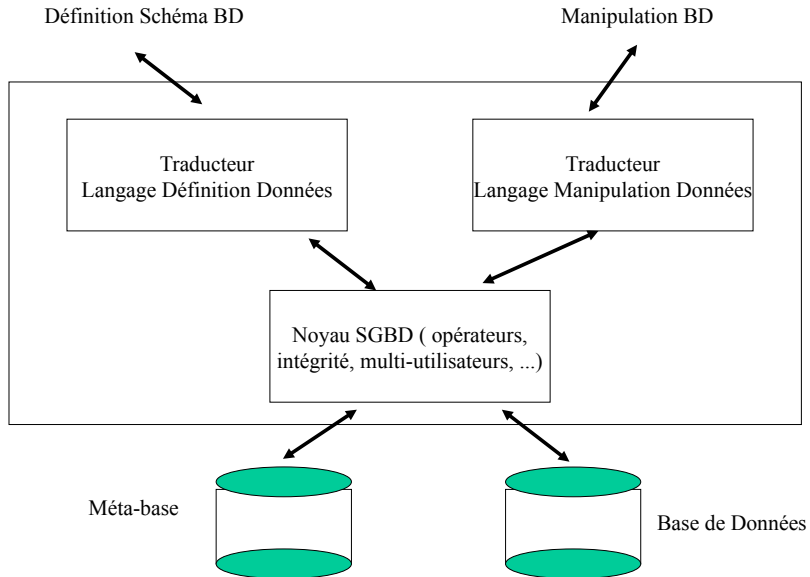 Définition Schéma BD
Manipulation BD
Traducteur
Langage Définition Données
Traducteur
Langage Manipulation Données
Noyau SGBD ( opérateurs,
intégrité, multi-utilisateurs, ...)
Méta-base
Base de Données